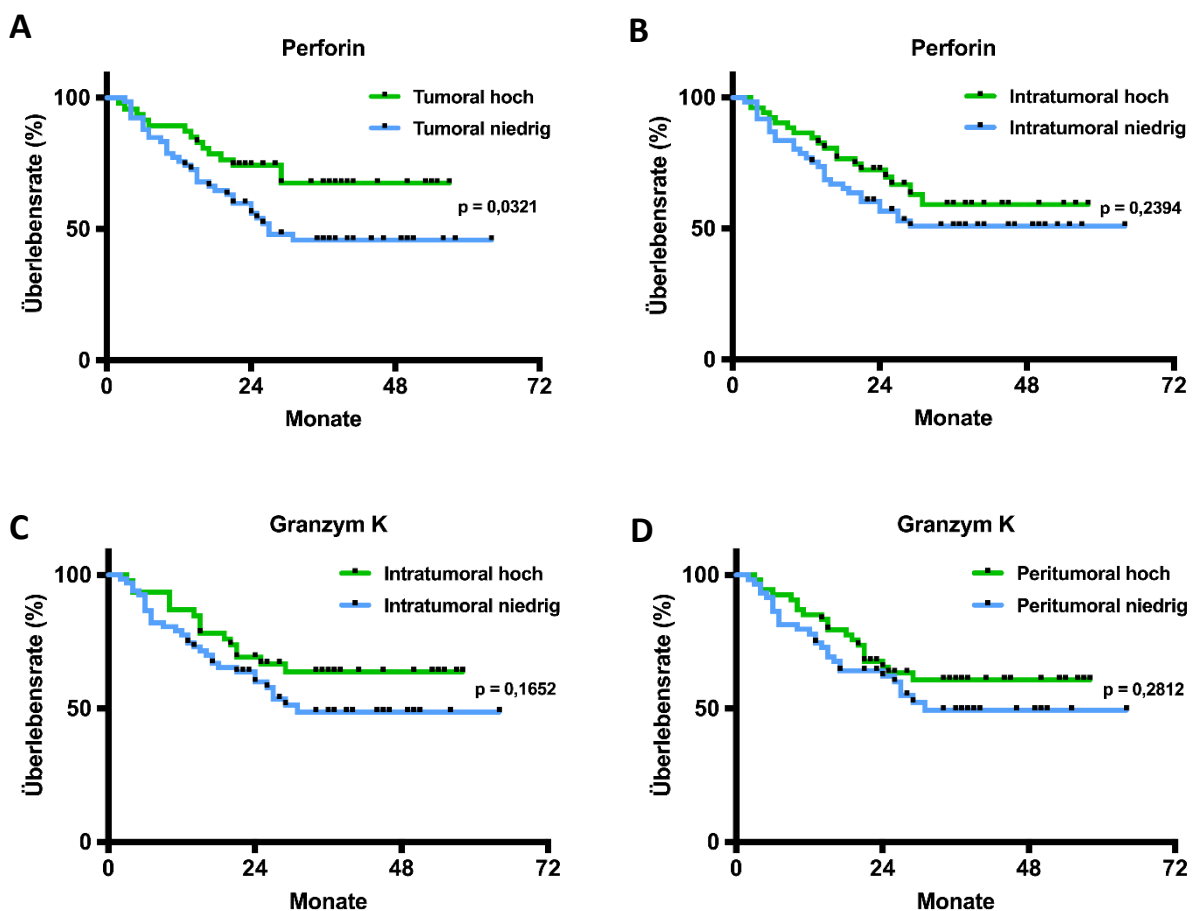 A
Perforin
Tumoral hoch
Tumoral niedrig
p = 0,0321
Überlebensrate (%)
100
50
0
0 24 48 72
Monate
B
Perforin
Intratumoral hoch
Intratumoral niedrig
p = 0,2394
Überlebensrate (%)
100
50
0
0 24 48 72
Monate
C
Granzym K
Intratumoral hoch
Intratumoral niedrig
p = 0,1652
Überlebensrate (%)
100
50
0
0 24 48 72
Monate
D
Granzym K
Peritumoral hoch
Peritumoral niedrig
p = 0,2812
Überlebensrate (%)
100
50
0
0 24 48 72
Monate